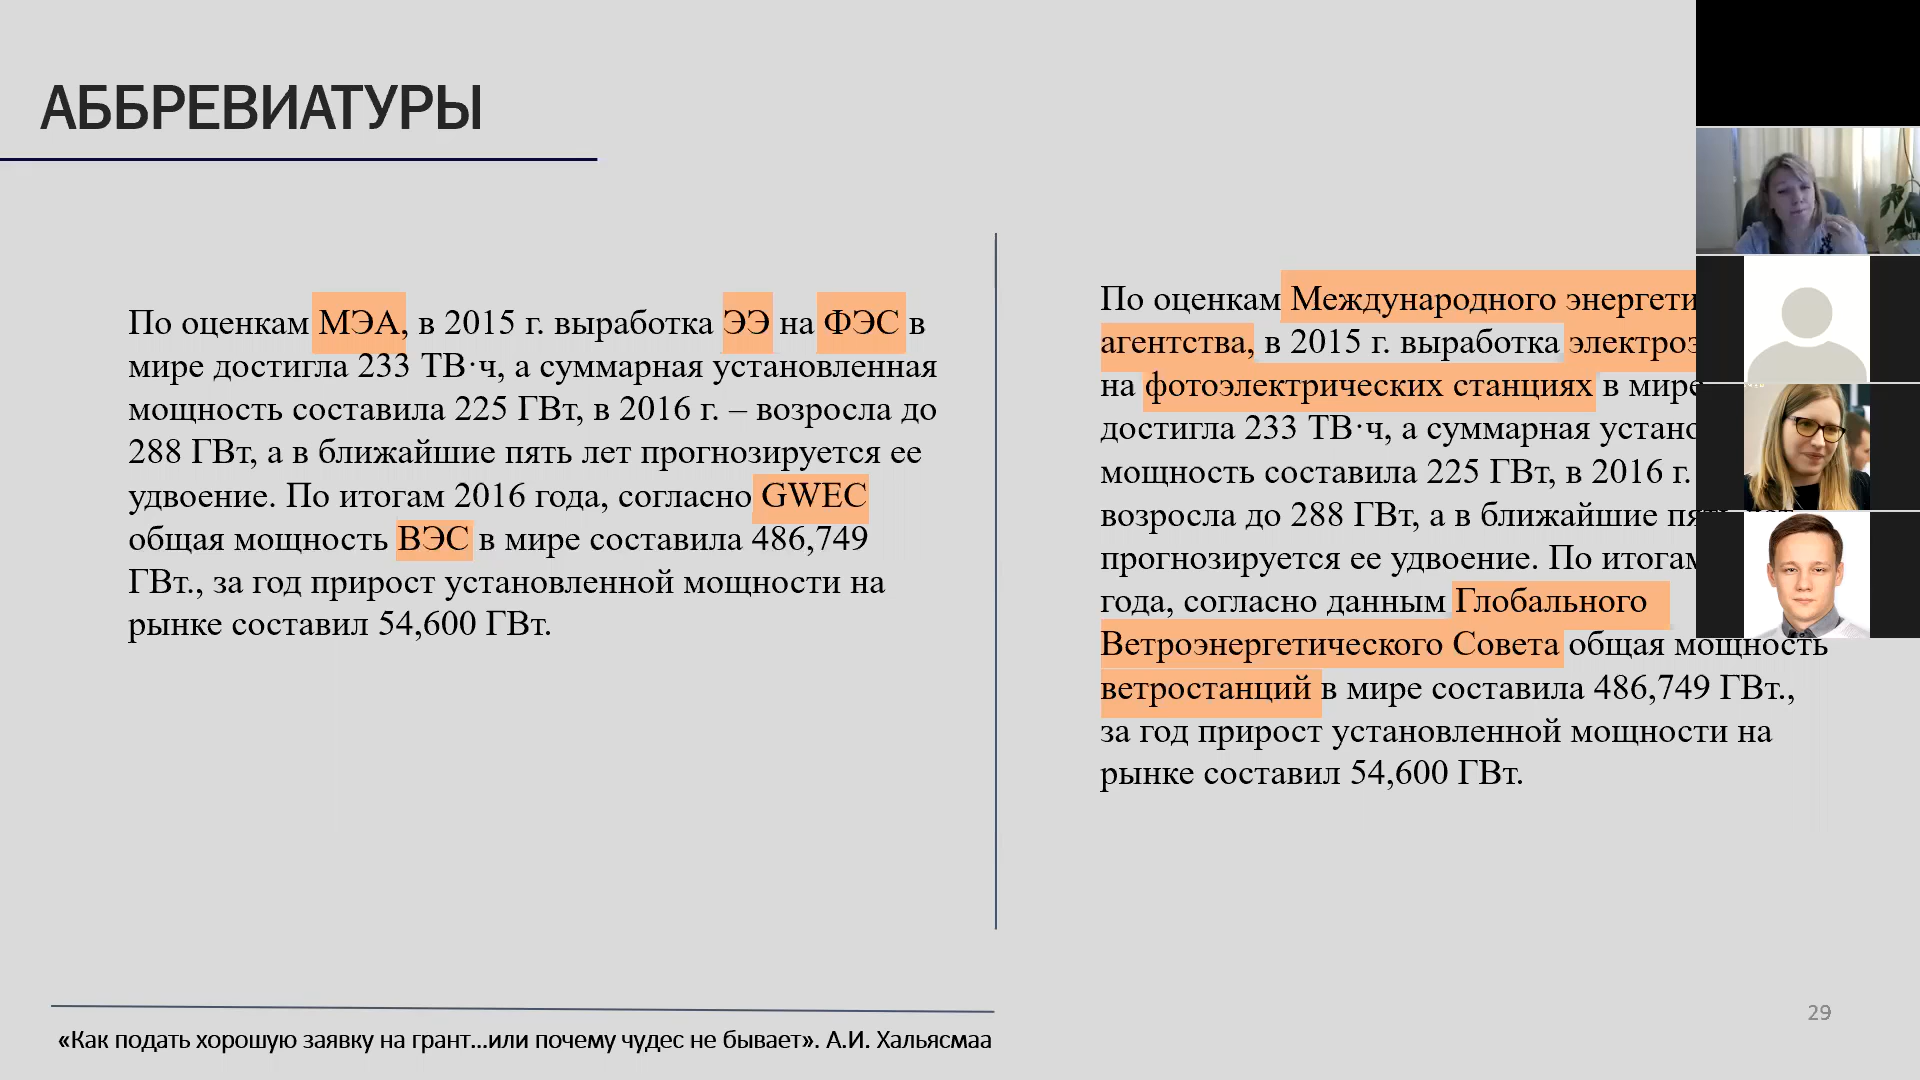 АББРЕВИАТУРЫ
По оценкам МЭА, в 2015 г. выработка ЭЭ на ФЭС в
мире достигла 233 ТВ·ч, а суммарная установленная
мощность составила 225 ГВт, в 2016 г. – возросла до
288 ГВт, а в ближайшие пять лет прогнозируется ее
удвоение. По итогам 2016 года, согласно GWEC
общая мощность ВЭС в мире составила 486,749
ГВт., за год прирост установленной мощности на
рынке составил 54,600 ГВт.
По оценкам Международного
агентства, в 2015 г. выработка
на фотоэлектрических станциях в мире
достигла 233 ТВ·ч, а суммарная
мощность составила 225 ГВт, в 2016 г.
возросла до 288 ГВт, а в ближайшие
прогнозируется ее удвоение. По итогам
года, согласно данным Глобального
Ветроэнергетического Совета общая мощность
ветростанций в мире составила 486,749 ГВт.,
за год прирост установленной мощности на
рынке составил 54,600 ГВт.
«Как подать хорошую заявку на грант...или почему чудес не бывает». А.И. Хальясмаа
29